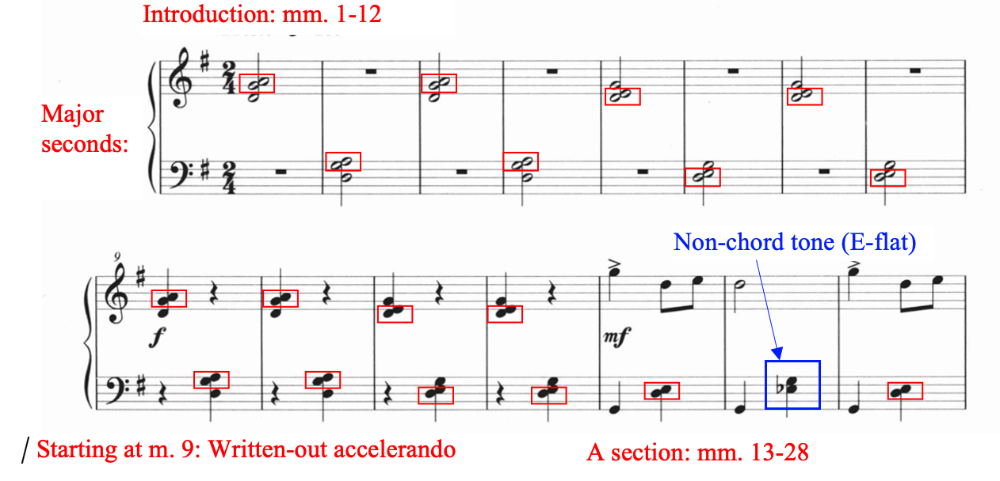 Introduction: mm. 1-12
2
4
Major
seconds:
2
4
Non-chord tone (E-flat)
9
f
mf
/ Starting at m. 9: Written-out accelerando
A section: mm. 13-28